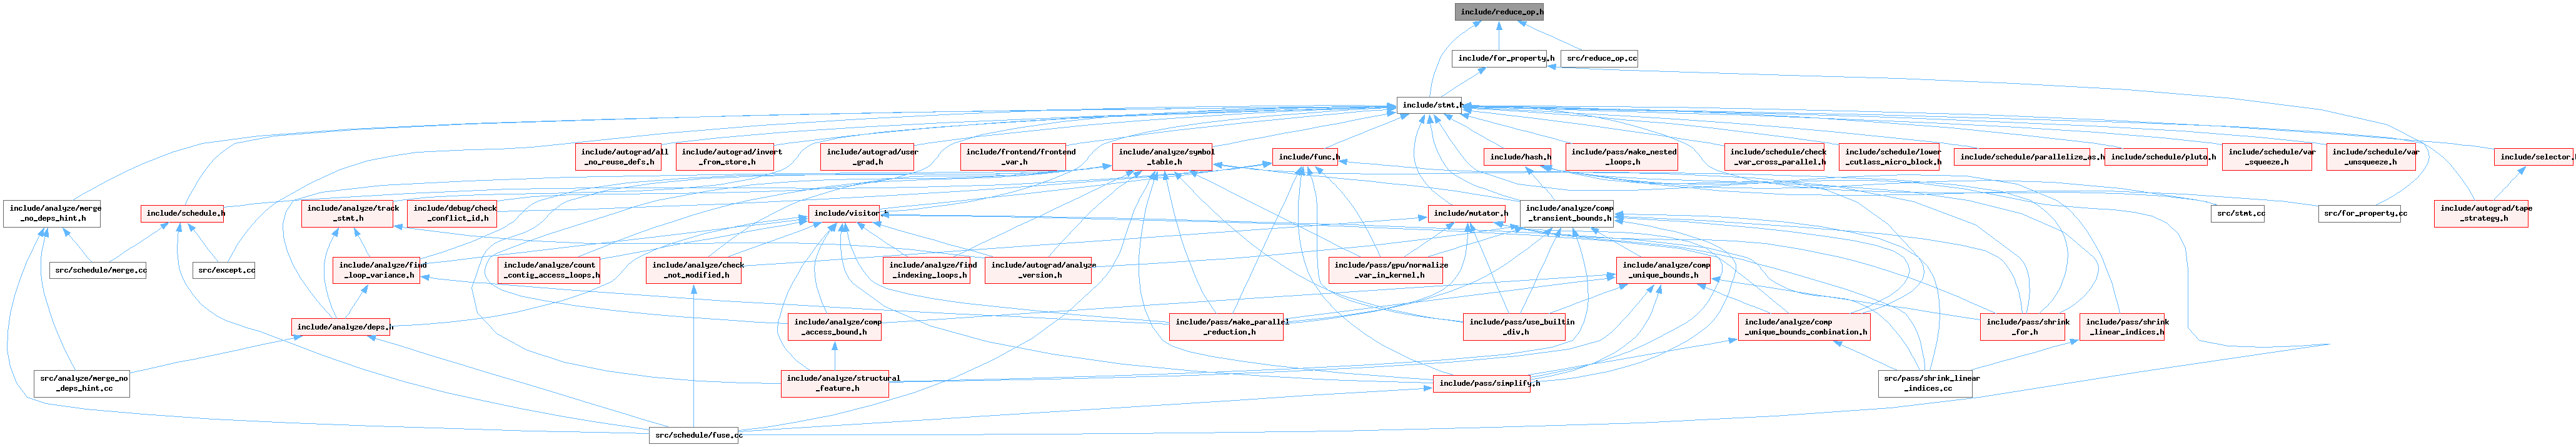 include/reduce_op.h
include/for_property.h
src/reduce_op.cc
include/stmt.h
include/autograd/all
_no_reuse_defs.h
include/autograd/invert
_from_store.h
include/autograd/user
_grad.h
include/frontend/frontend
_var.h
include/analyze/symbol
_table.h
include/func.h
include/hash.h
include/pass/make_nested
_loops.h
include/schedule/check
_var_cross_parallel.h
include/schedule/lower
_cutlass_micro_block.h
include/schedule/parallelize_as.h
include/schedule/pluto.h
include/schedule/var
_squeeze.h
include/schedule/var
_unsqueeze.h
include/selector.h
include/analyze/merge
_no_deps_hint.h
include/schedule.h
include/analyze/track
_stmt.h
include/debug/check
_conflict_id.h
include/visitor.h
include/mutator.h
include/analyze/comp
_transient_bounds.h
src/stmt.cc
src/for_property.cc
include/autograd/tape
_strategy.h
src/schedule/merge.cc
src/except.cc
include/analyze/find
_loop_variance.h
include/analyze/count
_contig_access_loops.h
include/analyze/check
_not_modified.h
include/analyze/find
_indexing_loops.h
include/autograd/analyze
_version.h
include/pass/gpu/normalize
_var_in_kernel.h
include/analyze/comp
_unique_bounds.h
include/analyze/deps.h
include/analyze/comp
_access_bound.h
include/pass/make_parallel
_reduction.h
include/pass/use_builtin
_div.h
include/analyze/comp
_unique_bounds_combination.h
include/pass/shrink
_for.h
include/pass/shrink
_linear_indices.h
src/analyze/merge_no
_deps_hint.cc
include/analyze/structural
_feature.h
include/pass/simplify.h
src/pass/shrink_linear
_indices.cc
src/schedule/fuse.cc